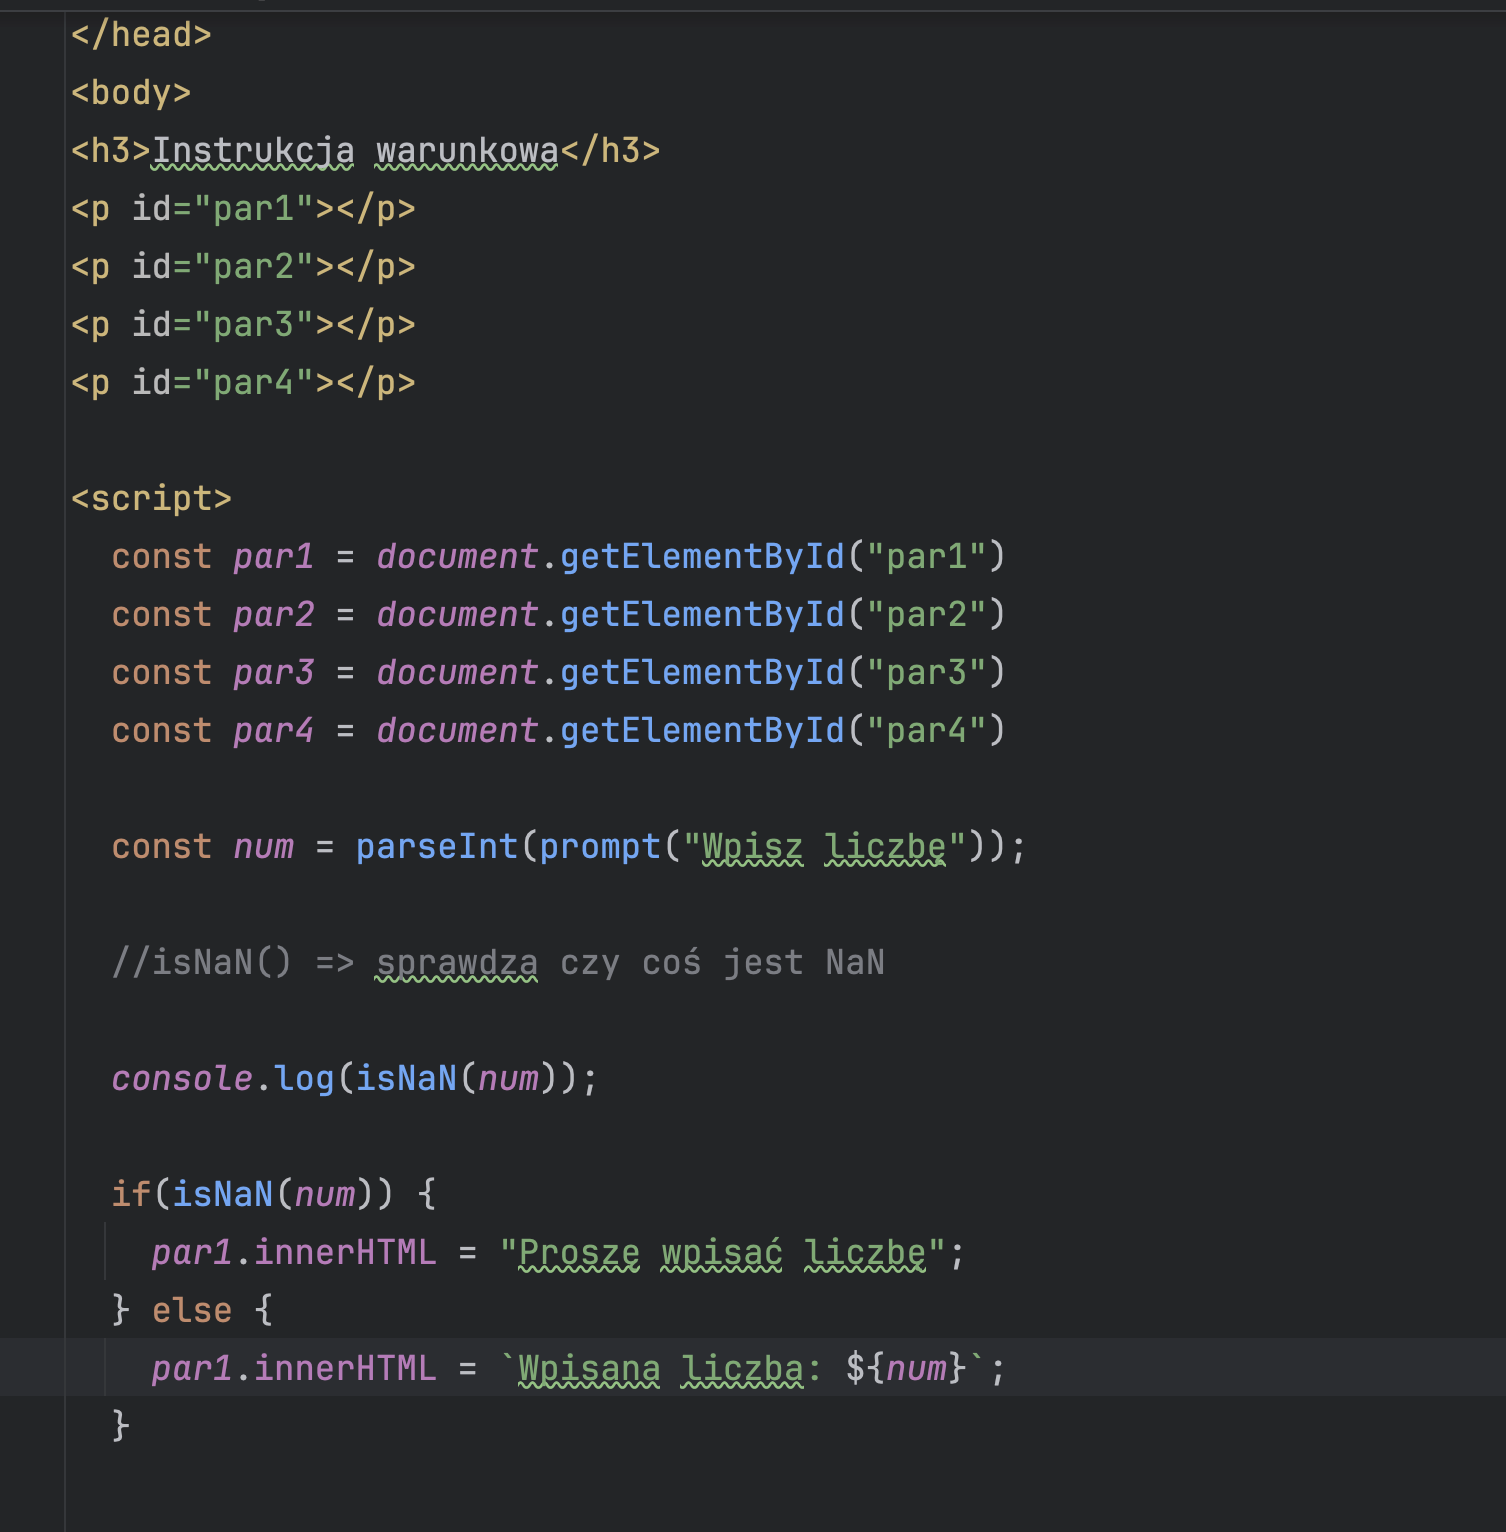 </head>
<body>
<h3>Instrukcja warunkowa</h3>
<p id="par1"></p>
<p id="par2"></p>
<p id="par3"></p>
<p id="par4"></p>
<script>
const par1 = document.getElementById("par1")
const par2 = document.getElementById("par2")
const par3 = document.getElementById("par3")
const par4 = document.getElementById("par4")
const num = parseInt(prompt("Wpisz liczbę"));
//isNaN() => sprawdza czy coś jest NaN
console.log(isNaN(num));
if(isNaN(num)) {
par1.innerHTML = "Proszę wpisać liczbę";
} else {
par1.innerHTML = `Wpisana liczba: ${num}`;
}